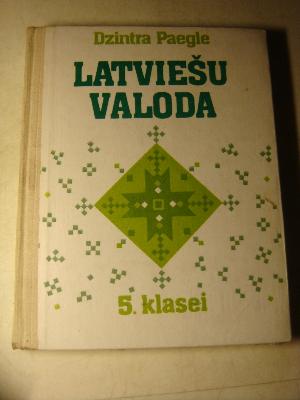 Dzintra Paegle
LATVIEŠU
VALODA
5. klasei